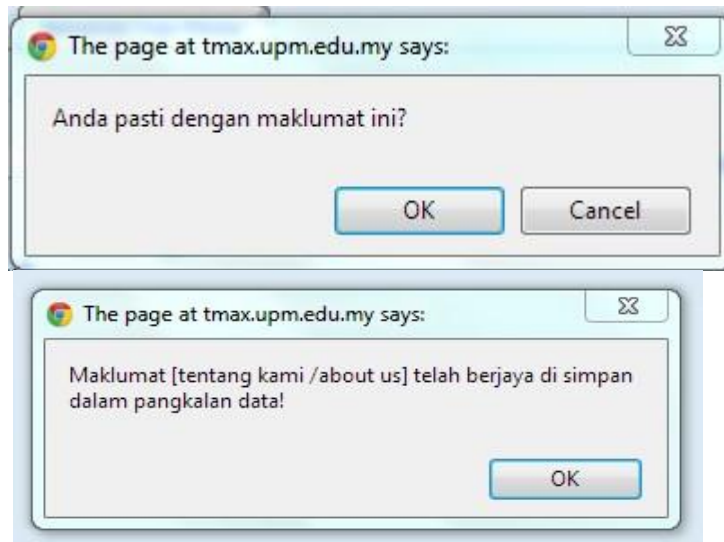 The page at tmax.upm.edu.my says:
Anda pasti dengan maklumat ini?
OK
Cancel
The page at tmax.upm.edu.my says:
Maklumat [tentang kami /about us] telah berjaya di simpan
dalam pangkalan data!
OK